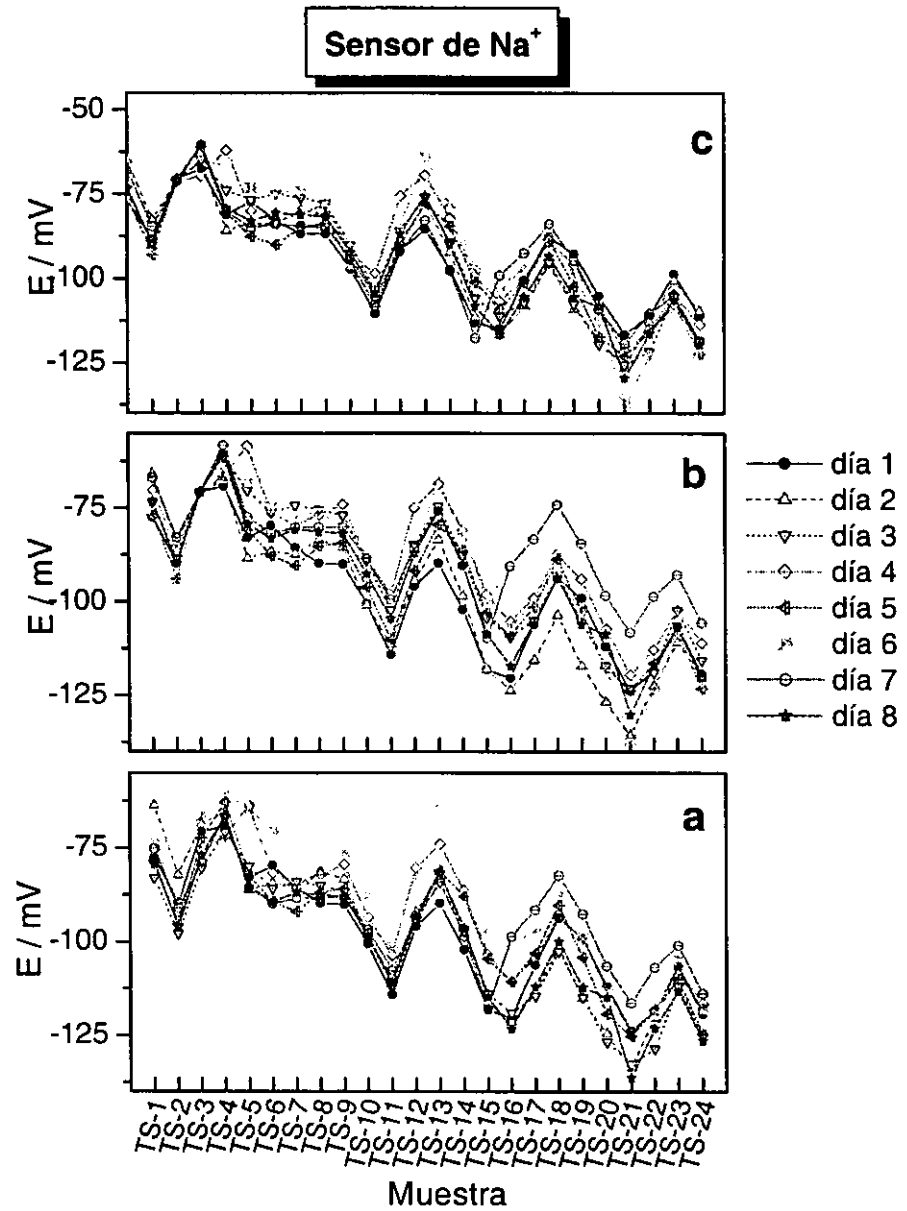 Sensor de Na+
-50
-75
-100
-125
E / mV
c
-75
-100
-125
E / mV
b
día 1
día 2
día 3
día 4
día 5
día 6
día 7
día 8
-75
-100
-125
E / mV
a
TS-1
TS-2
TS-3
TS-4
TS-5
TS-6
TS-7
TS-8
TS-9
TS-10
TS-11
TS-12
TS-13
TS-14
TS-15
TS-16
TS-17
TS-18
TS-19
TS-20
TS-21
TS-22
TS-23
TS-24
Muestra